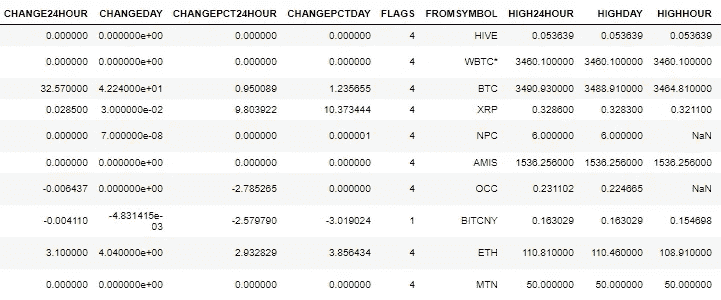 CHANGE24HOUR CHANGEDAY CHANGEPCT24HOUR CHANGEPCTDAY FLAGS FROMSYMBOL HIGH24HOUR HIGHDAY HIGHHOUR
0.000000 0.000000e+00 0.000000 0.000000 4 HIVE 0.053639 0.053639 0.053639
0.000000 0.000000e+00 0.000000 0.000000 4 WBTC* 3460.100000 3460.100000 3460.100000
32.570000 4.224000e+01 0.950089 1.235655 4 BTC 3490.930000 3488.910000 3464.810000
0.028500 3.000000e-02 9.803922 10.373444 4 XRP 0.328600 0.328300 0.321100
0.000000 7.000000e-08 0.000000 0.000001 4 NPC 6.000000 6.000000 NaN
0.000000 0.000000e+00 0.000000 0.000000 4 AMIS 1536.256000 1536.256000 1536.256000
-0.006437 0.000000e+00 -2.785265 0.000000 4 OCC 0.231102 0.224665 NaN
-0.004110 -4.831415e-
03 -2.579790 -3.019024 1 BITCNY 0.163029 0.163029 0.154698
3.100000 4.040000e+00 2.932829 3.856434 4 ETH 110.810000 110.460000 108.910000
0.000000 0.000000e+00 0.000000 0.000000 4 MTN 50.000000 50.000000 50.000000